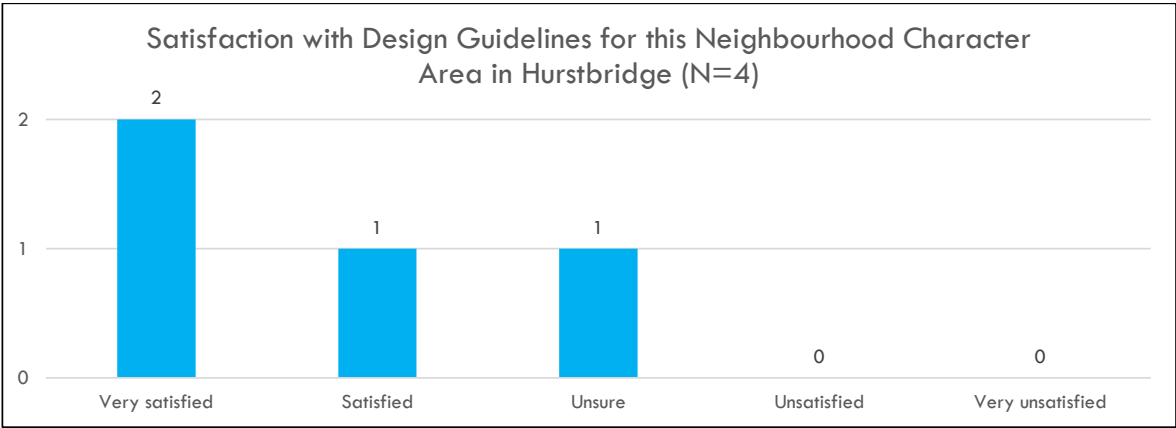 Satisfaction with Design Guidelines for this Neighbourhood Character
Area in Hurstbridge (N=4)
2
2
1
1
1
0
0
0
Very satisfied
Satisfied
Unsure
Unsatisfied
Very unsatisfied